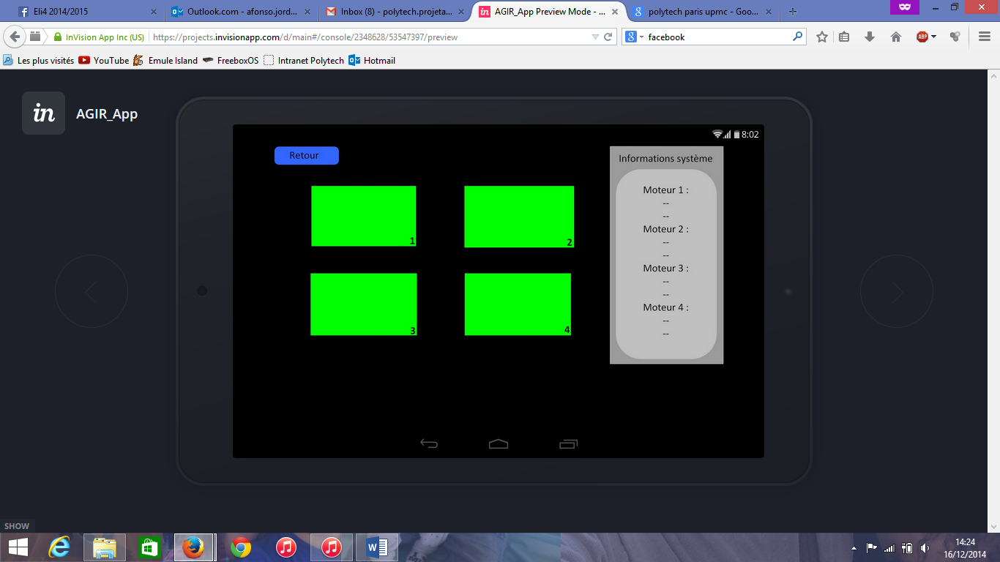 Eli4 2014/2015
Outlook.com - afonso.jord...
Inbox (8) - polytech.projeta...
AGIR_App Preview Mode - ...
polytech paris upmc - Goo...
InVision App Inc (US)
https://projects.invisionapp.com/d/main#/console/2348628/53547397/preview
facebook
ABP
Les plus visités
YouTube
Emule Island
FreeboxOS
Intranet Polytech
Hotmail
in
AGIR_App
8:02
Retour
Informations système
1
2
3
4
Moteur 1 :
--
--
Moteur 2 :
--
--
Moteur 3 :
--
--
Moteur 4 :
--
--
SHOW
14:24
16/12/2014